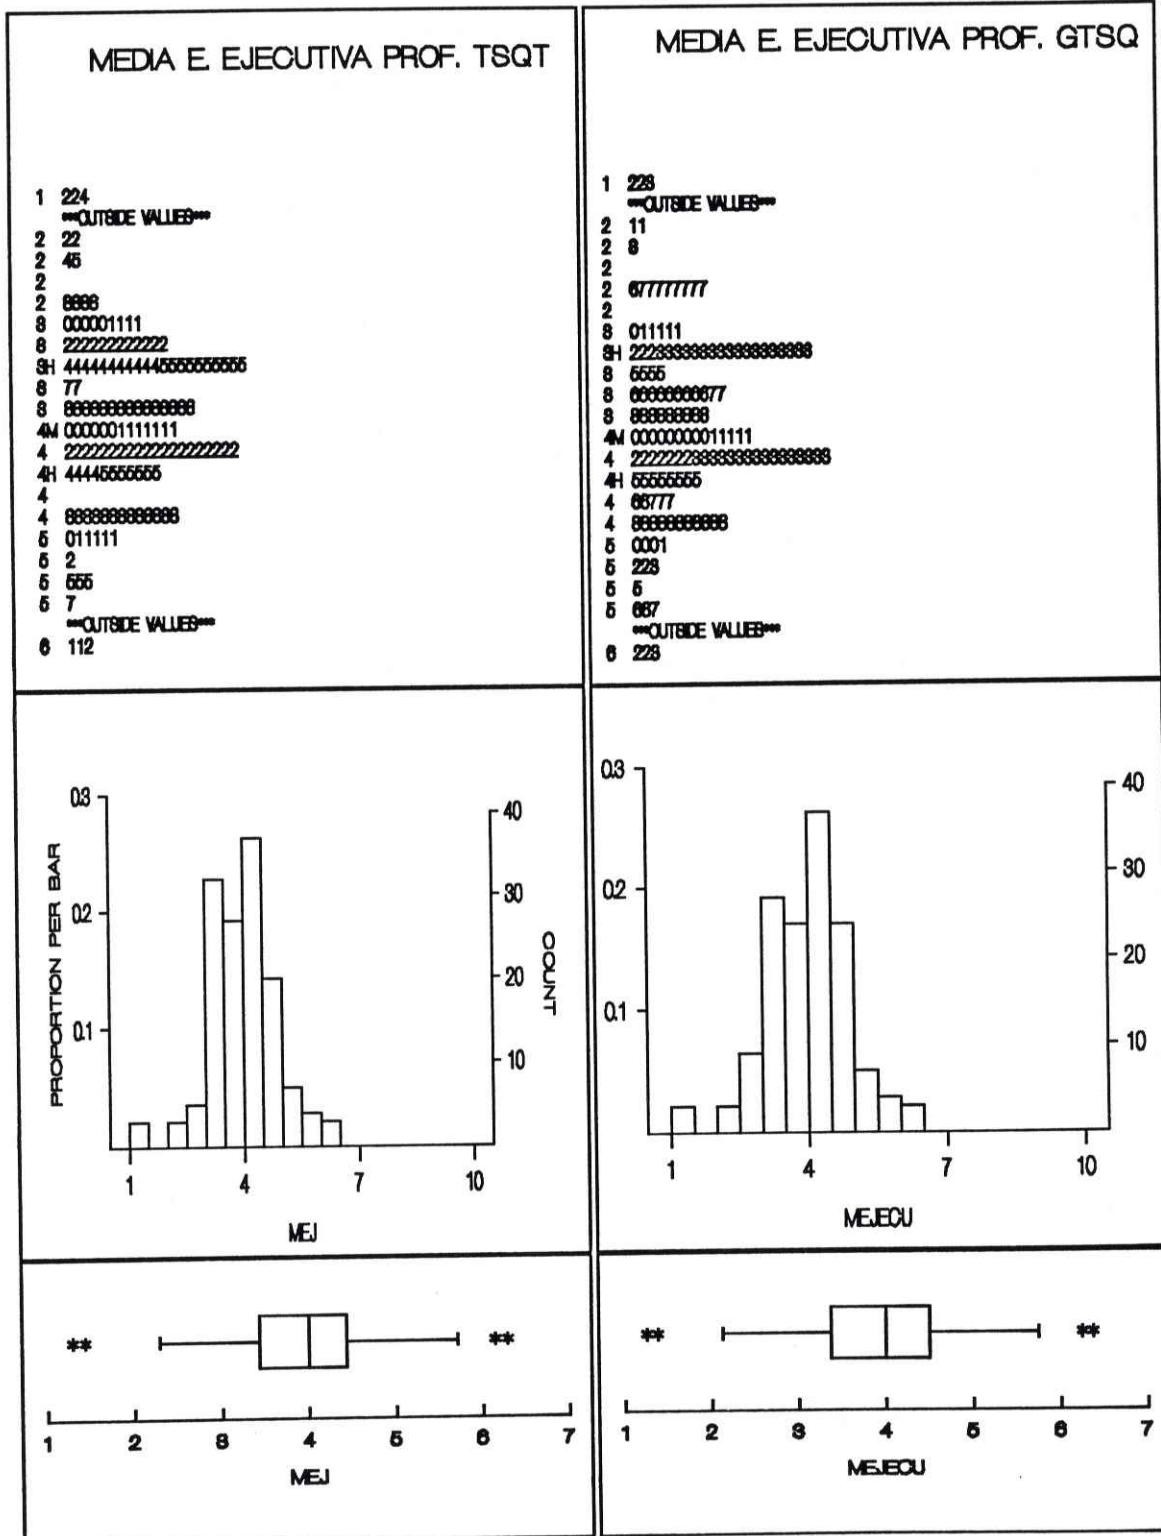 MEDIA E. EJECUTIVA PROF. TSQT
1 224
***OUTSIDE VALUES***
2 22
2 45
2
2 8888
3 000001111
3 222222222222
3H 444444444445555555555
3 77
3 888888888888888
4M 0000001111111
4 22222222222222222222
4H 44445555555
4
4 8888888888888
5 011111
5 2
5 555
5 7
***OUTSIDE VALUES***
6 112
0.3
0.2
0.1
PROPORTION PER BAR
40
30
20
10
COUNT
1 4 7 10
MEJ
** **
1 2 3 4 5 6 7
MEJ
MEDIA E. EJECUTIVA PROF. GTSQ
1 223
***OUTSIDE VALUES***
2 11
2 3
2
2 677777777
2
3 011111
3H 222333333333333333333
3 5555
3 66666666677
3 888888888
4M 00000000011111
4 22222223333333333333333
4H 55555555
4 66777
4 88888888888
5 0001
5 223
5 5
5 667
***OUTSIDE VALUES***
6 223
0.3
0.2
0.1
40
30
20
10
1 4 7 10
MEJECU
** **
1 2 3 4 5 6 7
MEJECU